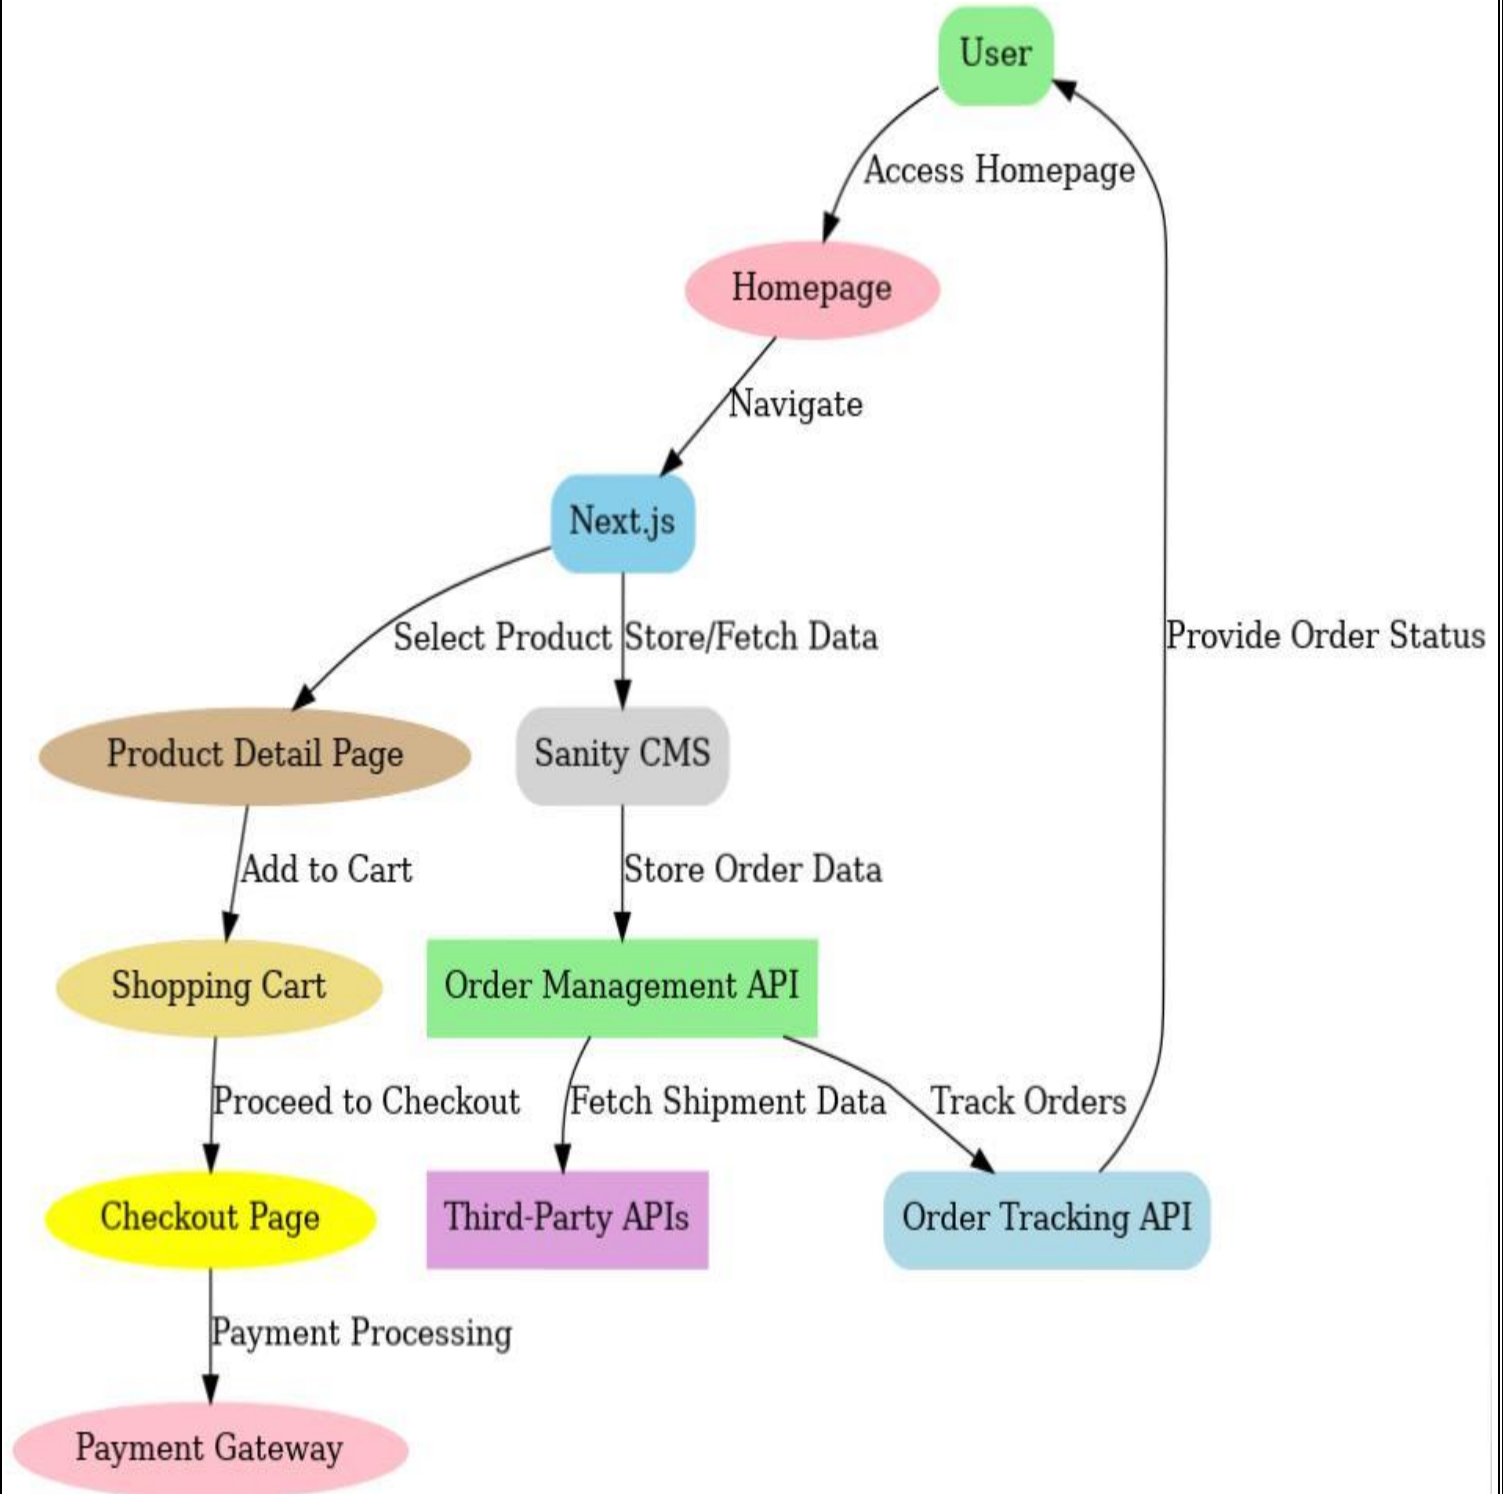 User
Access Homepage
Homepage
Navigate
Next.js
Select Product
Store/Fetch Data
Provide Order Status
Product Detail Page
Sanity CMS
Add to Cart
Store Order Data
Shopping Cart
Order Management API
Proceed to Checkout
Fetch Shipment Data
Track Orders
Checkout Page
Third-Party APIs
Order Tracking API
Payment Processing
Payment Gateway